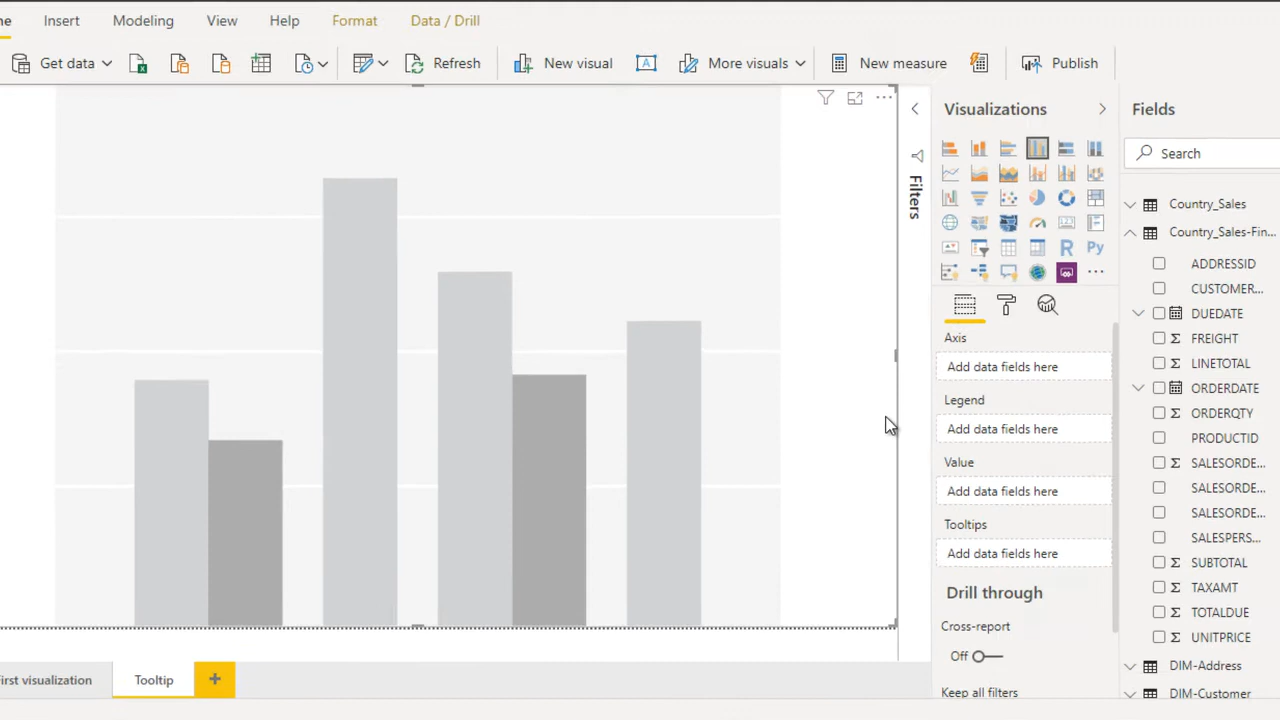 ne Insert Modeling View Help Format Data / Drill
Get data Refresh New visual A More visuals New measure Publish
Visualizations
Fields
Search
Filters
R Py
Country_Sales
Country_Sales-Fin...
ADDRESSID
CUSTOMER...
DUEDATE
FREIGHT
LINETOTAL
ORDERDATE
ORDERQTY
PRODUCTID
SALESORDE...
SALESORDE...
SALESORDE...
SALESPERS...
SUBTOTAL
TAXAMT
TOTALDUE
UNITPRICE
DIM-Address
DIM-Customer
Axis
Add data fields here
Legend
Add data fields here
Value
Add data fields here
Tooltips
Add data fields here
Drill through
Cross-report
Off
Keep all filters
irst visualization Tooltip +